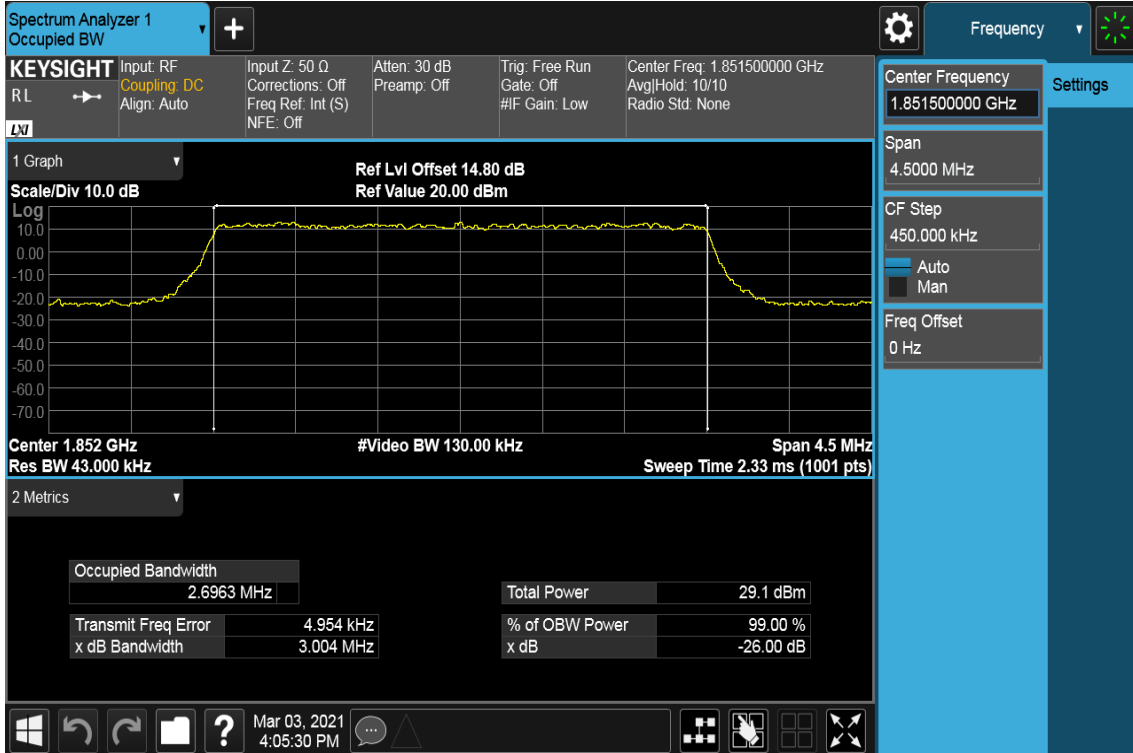 Spectrum Analyzer 1
Occupied BW
+
Frequency
KEYSIGHT
R L
LXI
Input: RF
Coupling: DC
Align: Auto
Input Z: 50 Ω
Corrections: Off
Freq Ref: Int (S)
NFE: Off
Atten: 30 dB
Preamp: Off
Trig: Free Run
Gate: Off
#IF Gain: Low
Center Freq: 1.851500000 GHz
Avg|Hold: 10/10
Radio Std: None
Center Frequency
1.851500000 GHz
Settings
Span
4.5000 MHz
CF Step
450.000 kHz
Auto
Man
Freq Offset
0 Hz
1 Graph
Scale/Div 10.0 dB
Ref Lvl Offset 14.80 dB
Ref Value 20.00 dBm
Log
10.0
0.00
-10.0
-20.0
-30.0
-40.0
-50.0
-60.0
-70.0
Center 1.852 GHz
#Video BW 130.00 kHz
Span 4.5 MHz
Res BW 43.000 kHz
Sweep Time 2.33 ms (1001 pts)
2 Metrics
Occupied Bandwidth
2.6963 MHz
Total Power 29.1 dBm
Transmit Freq Error 4.954 kHz
% of OBW Power 99.00 %
x dB Bandwidth 3.004 MHz
x dB -26.00 dB
?
Mar 03, 2021
4:05:30 PM